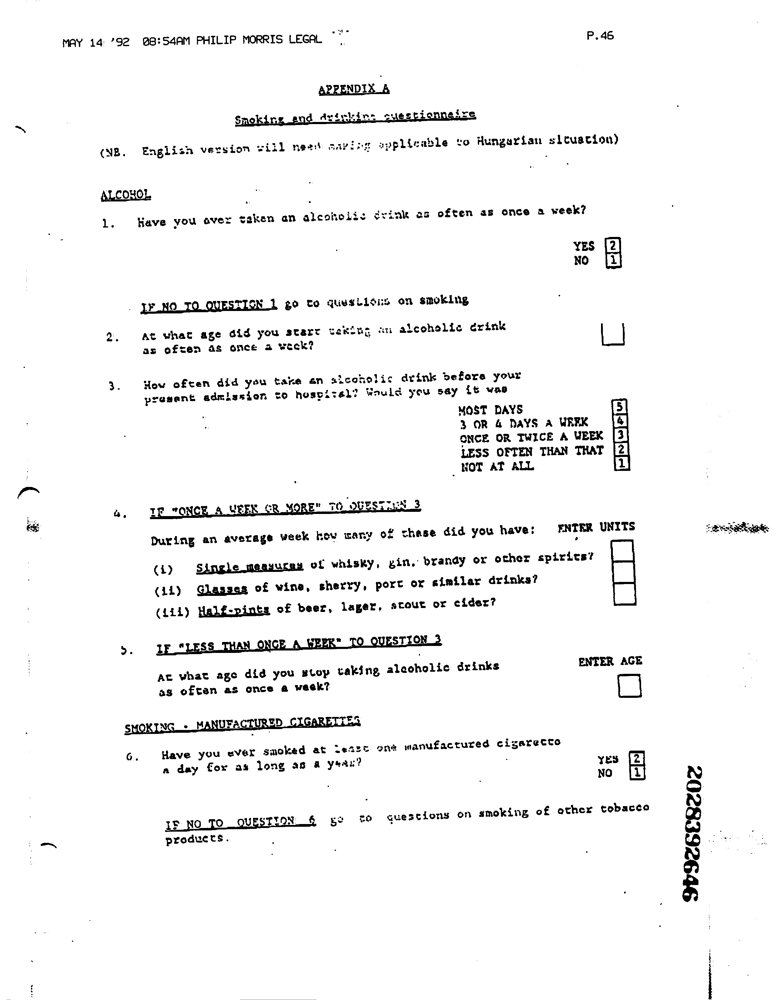 MAY 14 '92 08:54AM PHILIP MORRIS LEGAL
P.46
APPENDIX A
Smoking and drinking questionnaire
(NB. English version will need making applicable to Hungarian situation)
ALCOHOL
1. Have you ever taken an alcoholic drink as often as once a week?
YES 2
NO 1
IF NO TO QUESTION 1 go to questions on smoking
2. At what age did you start taking an alcoholic drink
as often as once a week?
3. How often did you take an alcoholic drink before your
present admission to hospital? Would you say it was
MOST DAYS 5
3 OR 4 DAYS A WEEK 4
ONCE OR TWICE A WEEK 3
LESS OFTEN THAN THAT 2
NOT AT ALL 1
4. IF "ONCE A WEEK OR MORE" TO QUESTION 3
During an average week how many of these did you have: ENTER UNITS
(i) Single measures of whisky, gin, brandy or other spirits?
(ii) Glasses of wine, sherry, port or similar drinks?
(iii) Half-pints of beer, lager, stout or cider?
5. IF "LESS THAN ONCE A WEEK" TO QUESTION 3
At what age did you stop taking alcoholic drinks
as often as once a week?
ENTER AGE
SMOKING - MANUFACTURED CIGARETTES
6. Have you ever smoked at least one manufactured cigarette
a day for as long as a year?
YES 2
NO 1
IF NO TO QUESTION 6 go to questions on smoking of other tobacco
products.
2028392646